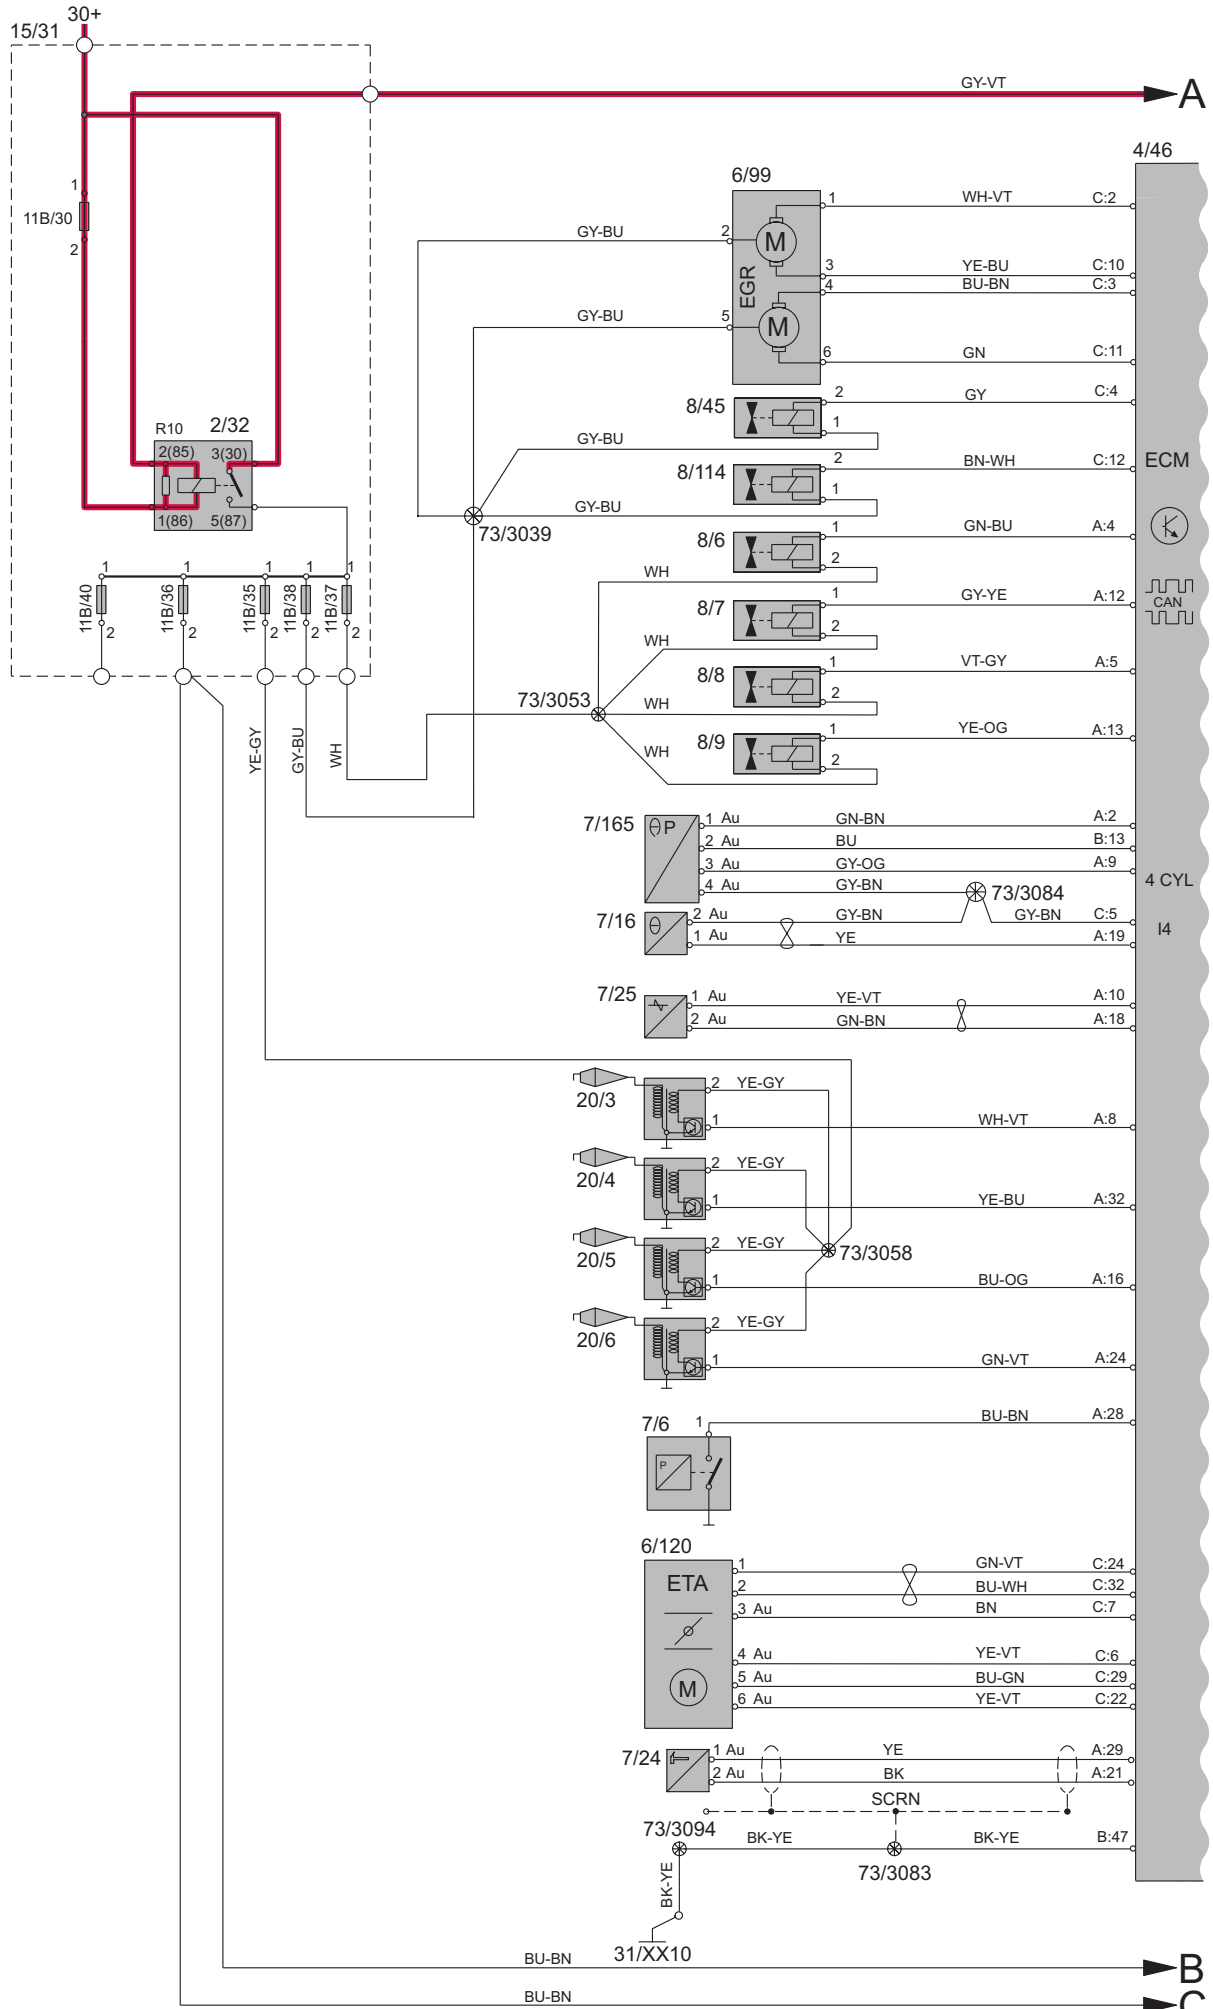 30+
15/31
GY-VT
A
4/46
6/99
1 WH-VT C:2
11B/30
1
2
GY-BU 2
M
EGR
3 YE-BU C:10
4 BU-BN C:3
GY-BU 5
M
6 GN C:11
8/45 2 GY C:4
1
R10 2/32
2(85) 3(30)
1(86) 5(87)
GY-BU
8/114 2 BN-WH C:12
1
GY-BU
73/3039
ECM
8/6 1 GN-BU A:4
2
WH
1 1 1 1 1
11B/40 11B/36 11B/35 11B/38 11B/37
2 2 2 2 2
8/7 1 GY-YE A:12
2
CAN
WH
8/8 1 VT-GY A:5
2
73/3053 WH
8/9 1 YE-OG A:13
2
WH
YE-GY GY-BU WH
7/165
P
1 Au GN-BN A:2
2 Au BU B:13
3 Au GY-OG A:9
4 Au GY-BN
73/3084
4 CYL
7/16 2 Au GY-BN GY-BN C:5
1 Au YE A:19
I4
7/25 1 Au YE-VT A:10
2 Au GN-BN A:18
20/3 2 YE-GY
1 WH-VT A:8
20/4 2 YE-GY
1 YE-BU A:32
20/5 2 YE-GY
73/3058
1 BU-OG A:16
20/6 2 YE-GY
1 GN-VT A:24
7/6 1 BU-BN A:28
P
6/120
ETA
M
1 GN-VT C:24
2 BU-WH C:32
3 Au BN C:7
4 Au YE-VT C:6
5 Au BU-GN C:29
6 Au YE-VT C:22
7/24 1 Au YE A:29
2 Au BK A:21
SCRN
73/3094 BK-YE BK-YE B:47
73/3083
BK-YE
31/XX10
BU-BN B
BU-BN C